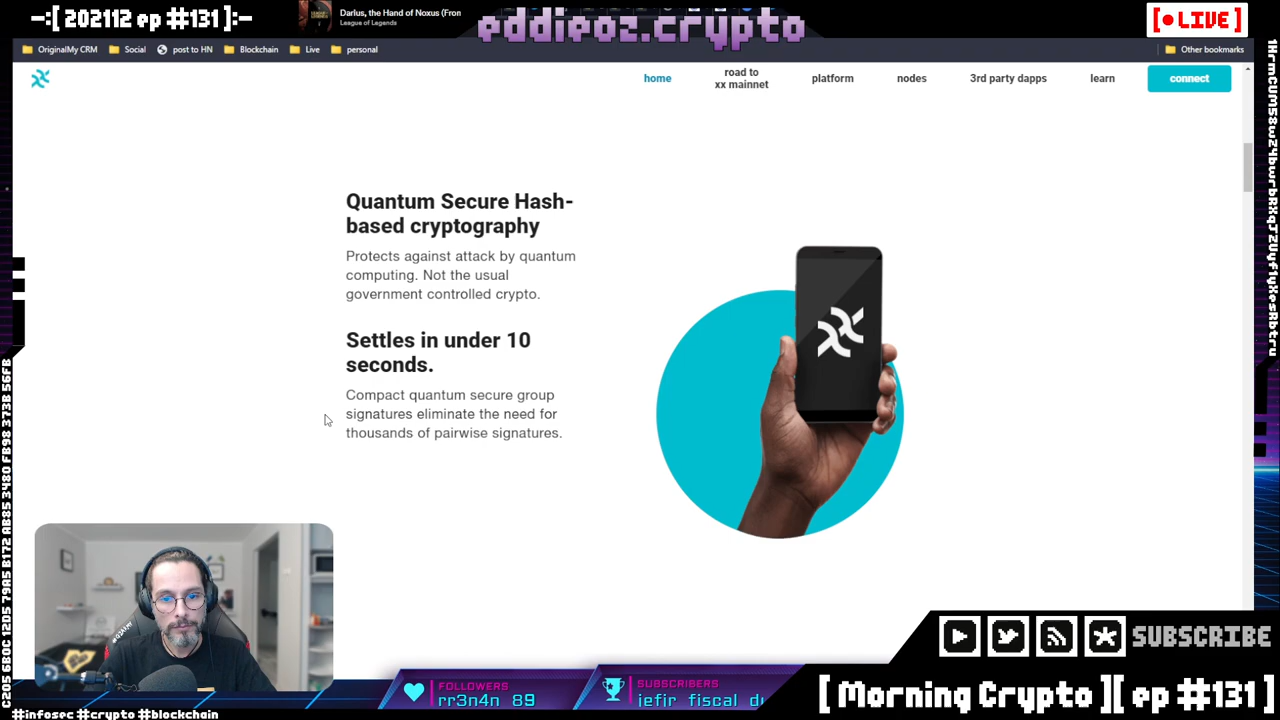 -:[ 202112 ep #131 ]:-
Darius, the Hand of Noxus (Fron
League of Legends
eddieoz.crypto
[•LIVE]
OriginalMy CRM
Social
post to HN
Blockchain
Live
personal
Other bookmarks
home
road to
xx mainnet
platform
nodes
3rd party dapps
learn
connect
Quantum Secure Hash-
based cryptography
Protects against attack by quantum
computing. Not the usual
government controlled crypto.
Settles in under 10
seconds.
Compact quantum secure group
signatures eliminate the need for
thousands of pairwise signatures.
SUBSCRIBE
FOLLOWERS
rr3n4n 89
SUBSCRIBERS
[Morning Crypto][ep #131]
#infosec #crypto #blockchain